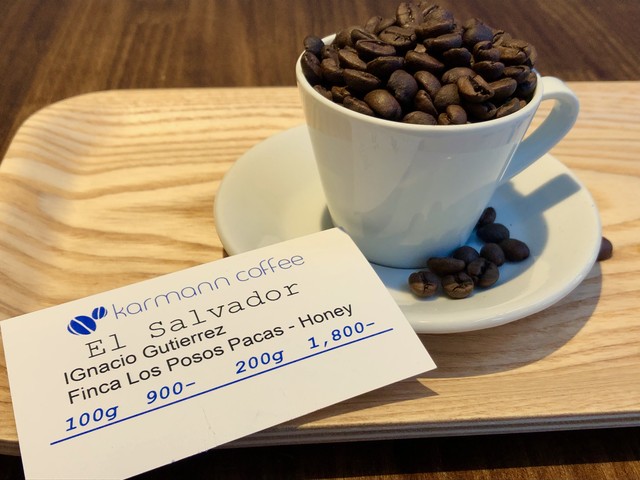 karmann coffee
El Salvador
IGnacio Gutierrez
Finca Los Posos Pacas - Honey
100g 900- 200g 1,800-